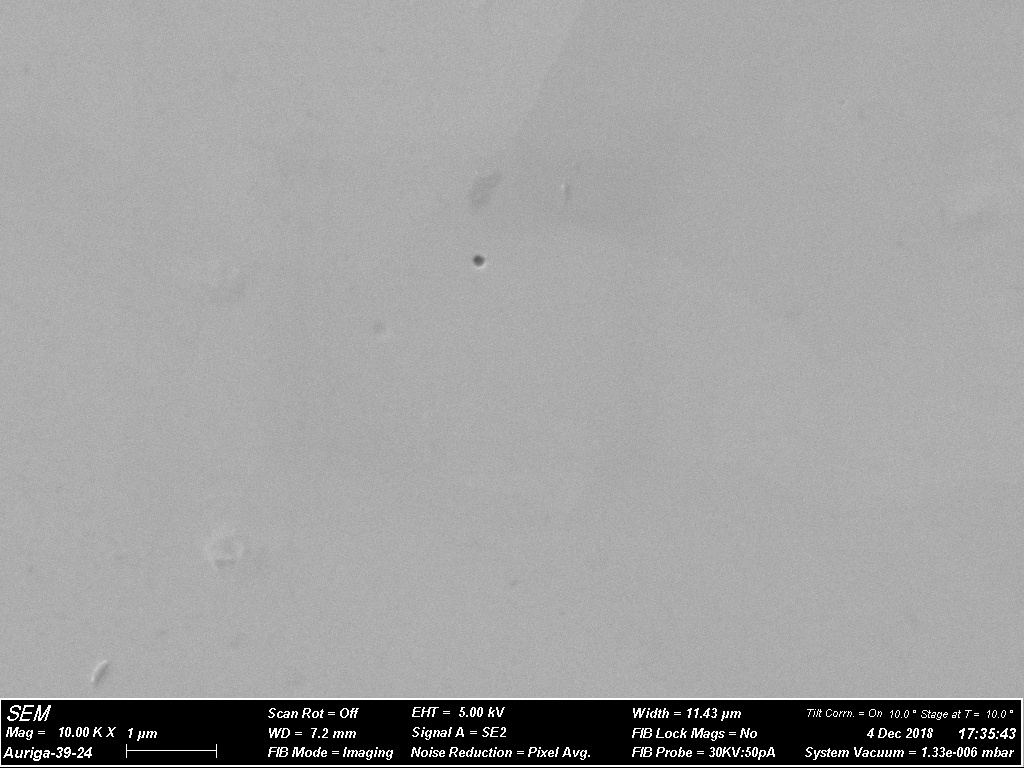 SEM
Mag = 10.00 K X 1 µm
Auriga-39-24
Scan Rot = Off
WD = 7.2 mm
FIB Mode = Imaging
EHT = 5.00 kV
Signal A = SE2
Noise Reduction = Pixel Avg.
Width = 11.43 µm
FIB Lock Mags = No
FIB Probe = 30KV:50pA
Tilt Corrn. = On 10.0 ° Stage at T = 10.0 °
4 Dec 2018 17:35:43
System Vacuum = 1.33e-006 mbar